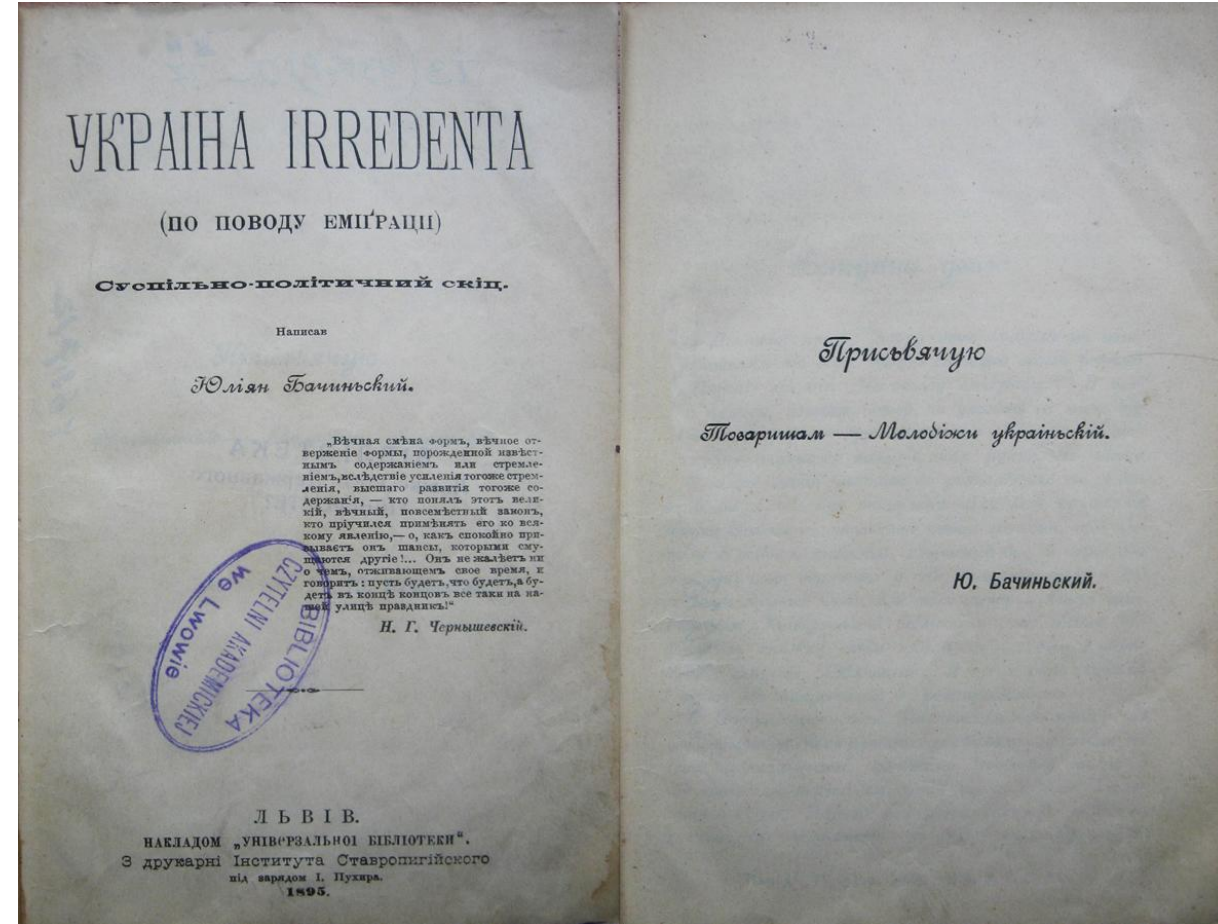 УКРАІНА IRREDENTA
(ПО ПОВОДУ ЕМІҐРАЦІІ)
Суспільно-політичний скіц.
Написав
Юліян Бачиньский.
„Вѣчная смѣна формъ, вѣчное от-
верженіе формы, порожденной извѣст-
нымъ содержаніемъ или стремле-
ніемъ, вслѣдствіе усиленія тогоже стрем-
ленія, высшаго развитія тогоже со-
держанія, — кто понялъ этотъ вели-
кій, вѣчный, повсемѣстный законъ,
кто пріучился примѣнять его ко вся-
кому явленію,— о, какъ спокойно при-
зываетъ онъ шансы, которыми сму-
щаются другіе!... Онъ не жалѣетъ ни
о чемъ, отживающемъ свое время, и
говоритъ: пусть будетъ, что будетъ, а бу-
детъ въ концѣ концовъ все таки на на-
шей улицѣ праздникъ!“
Н. Г. Чернышевскій.
BIBLIOTEKA
CZYTELNI AKADEMICKIEJ
we Lwowie
ЛЬВІВ.
НАКЛАДОМ „УНІВЕРЗАЛЬНОІ БІБЛІОТЕКИ“.
З друкарні Інститута Ставропигійского
під зарядом І. Пухира.
1895.
Присьвячую
Товаришам — Молодіжи україньскій.
Ю. Бачиньский.